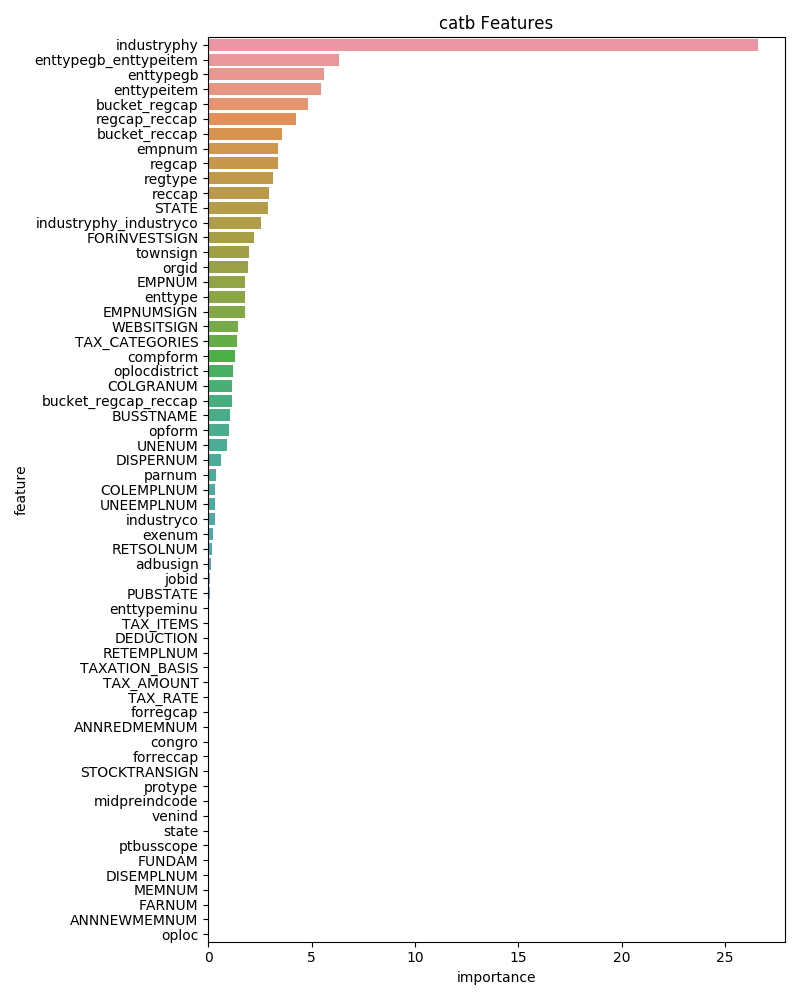 catb Features
industryphy
enttypegb_enttypeitem
enttypegb
enttypeitem
bucket_regcap
regcap_reccap
bucket_reccap
empnum
regcap
regtype
reccap
STATE
industryphy_industryco
FORINVESTSIGN
townsign
orgid
EMPNUM
enttype
EMPNUMSIGN
WEBSITSIGN
TAX_CATEGORIES
compform
oplocdistrict
COLGRANUM
bucket_regcap_reccap
BUSSTNAME
opform
UNENUM
DISPERNUM
parnum
COLEMPLNUM
UNEEMPLNUM
industryco
exenum
RETSOLNUM
adbusign
jobid
PUBSTATE
enttypeminu
TAX_ITEMS
DEDUCTION
RETEMPLNUM
TAXATION_BASIS
TAX_AMOUNT
TAX_RATE
forregcap
ANNREDMEMNUM
congro
forreccap
STOCKTRANSIGN
protype
midpreindcode
venind
state
ptbusscope
FUNDAM
DISEMPLNUM
MEMNUM
FARNUM
ANNNEWMEMNUM
oploc
feature
0 5 10 15 20 25
importance